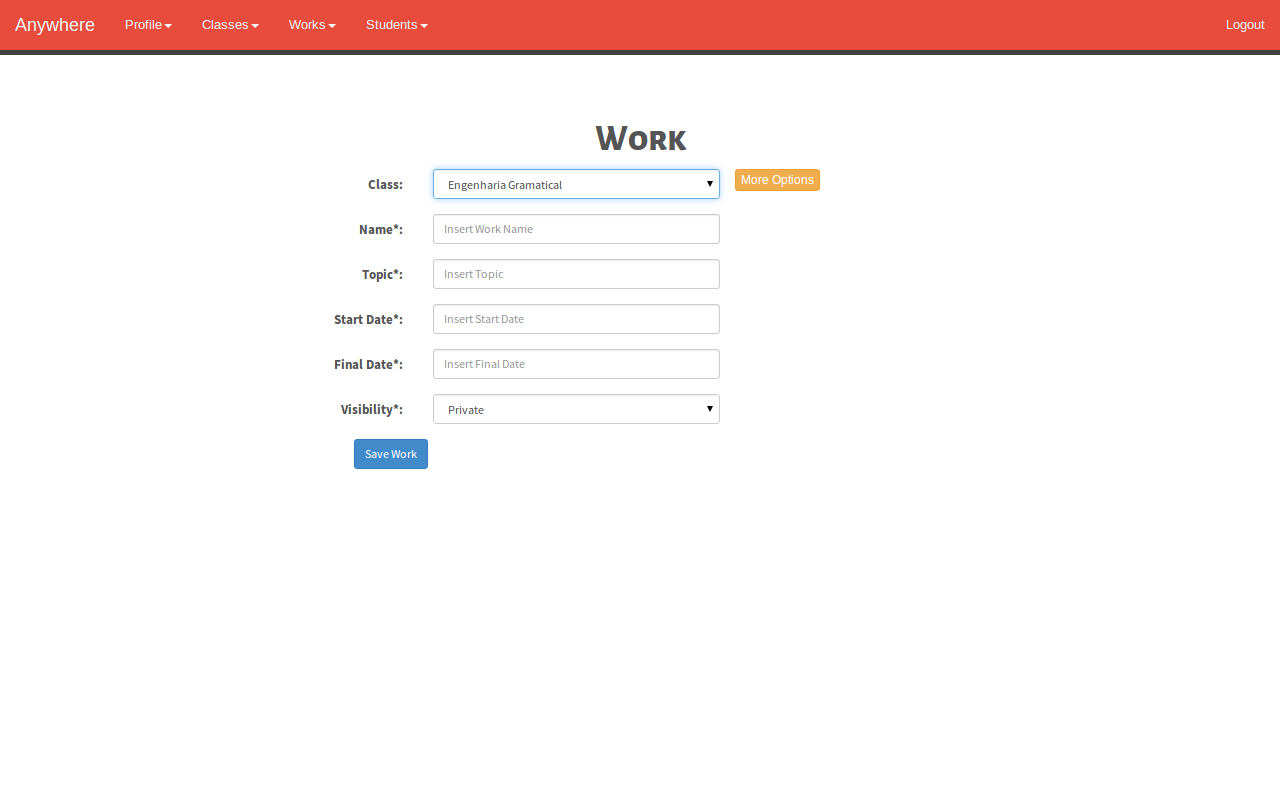 Anywhere Profile Classes Works Students Logout
Work
Class: Engenharia Gramatical More Options
Name*: Insert Work Name
Topic*: Insert Topic
Start Date*: Insert Start Date
Final Date*: Insert Final Date
Visibility*: Private
Save Work